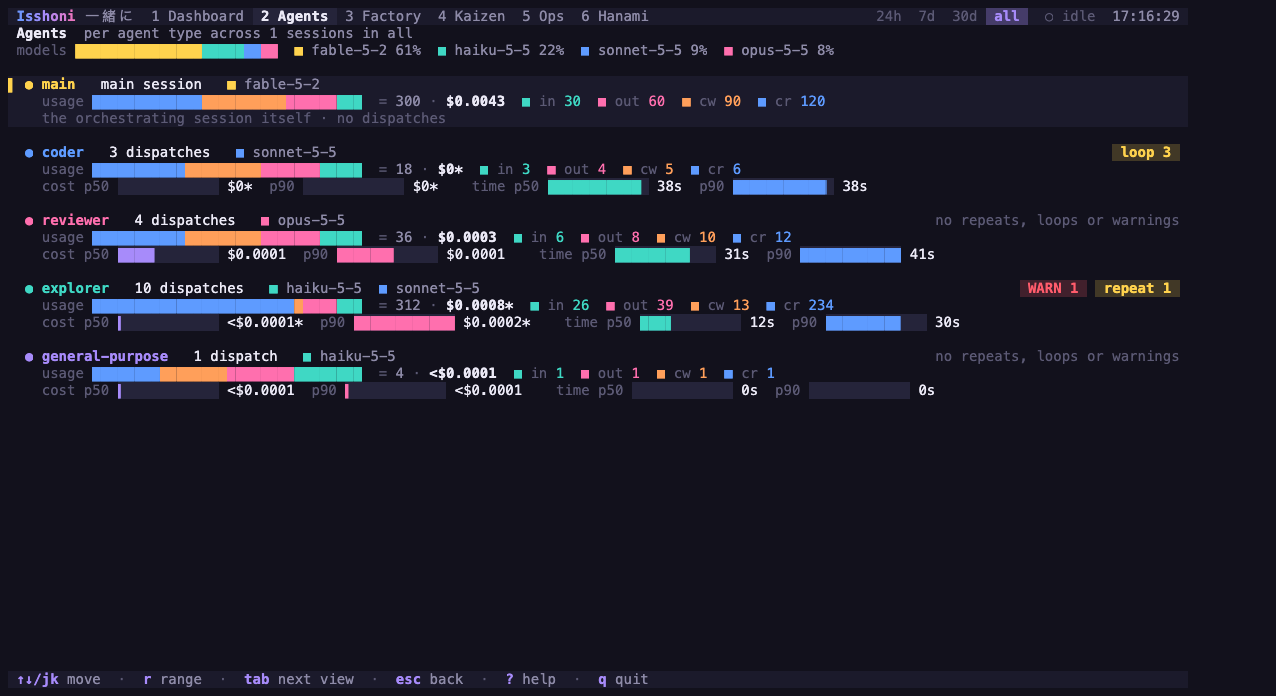 Isshoni 一緒に 1 Dashboard 2 Agents 3 Factory 4 Kaizen 5 Ops 6 Hanami 24h 7d 30d all ○ idle 17:16:29
Agents per agent type across 1 sessions in all
models ■ fable-5-2 61% ■ haiku-5-5 22% ■ sonnet-5-5 9% ■ opus-5-5 8%
● main main session ■ fable-5-2
usage = 300 · $0.0043 ■ in 30 ■ out 60 ■ cw 90 ■ cr 120
the orchestrating session itself · no dispatches
● coder 3 dispatches ■ sonnet-5-5 loop 3
usage = 18 · $0* ■ in 3 ■ out 4 ■ cw 5 ■ cr 6
cost p50 $0* p90 $0* time p50 38s p90 38s
● reviewer 4 dispatches ■ opus-5-5 no repeats, loops or warnings
usage = 36 · $0.0003 ■ in 6 ■ out 8 ■ cw 10 ■ cr 12
cost p50 $0.0001 p90 $0.0001 time p50 31s p90 41s
● explorer 10 dispatches ■ haiku-5-5 ■ sonnet-5-5 WARN 1 repeat 1
usage = 312 · $0.0008* ■ in 26 ■ out 39 ■ cw 13 ■ cr 234
cost p50 <$0.0001* p90 $0.0002* time p50 12s p90 30s
● general-purpose 1 dispatch ■ haiku-5-5 no repeats, loops or warnings
usage = 4 · <$0.0001 ■ in 1 ■ out 1 ■ cw 1 ■ cr 1
cost p50 <$0.0001 p90 <$0.0001 time p50 0s p90 0s
↑↓/jk move · r range · tab next view · esc back · ? help · q quit